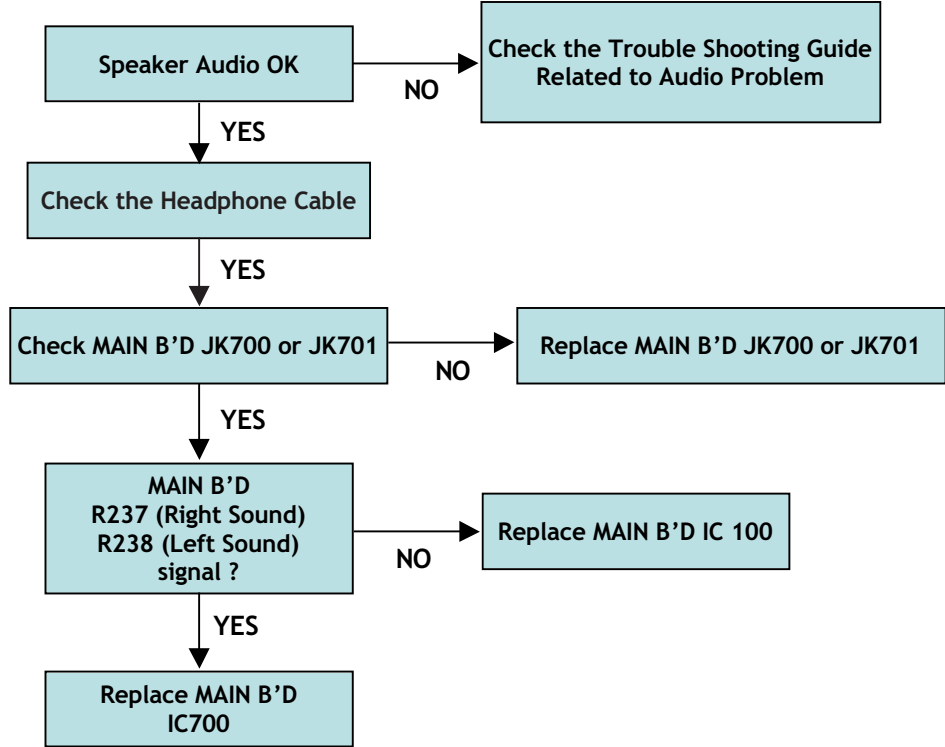 Speaker Audio OK
NO
Check the Trouble Shooting Guide
Related to Audio Problem
YES
Check the Headphone Cable
YES
Check MAIN B’D JK700 or JK701
NO
Replace MAIN B’D JK700 or JK701
YES
MAIN B’D
R237 (Right Sound)
R238 (Left Sound)
signal ?
NO
Replace MAIN B’D IC 100
YES
Replace MAIN B’D
IC700